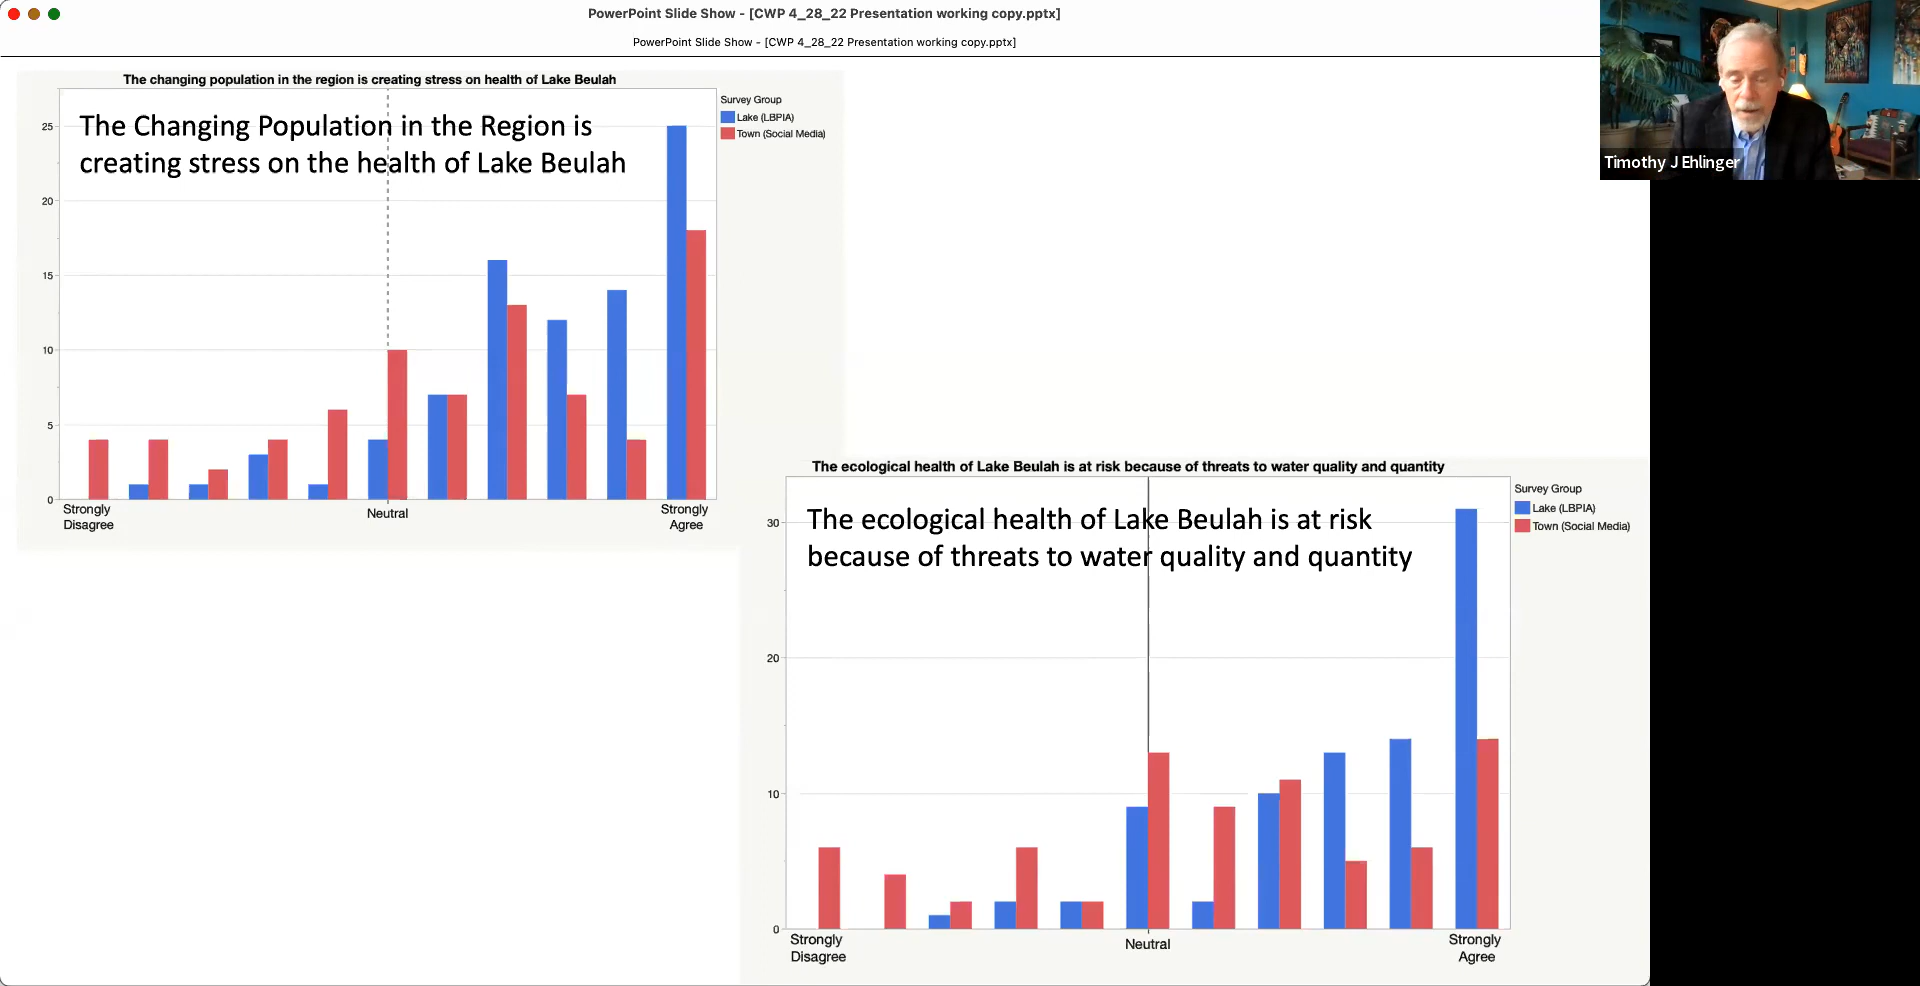 PowerPoint Slide Show - [CWP 4_28_22 Presentation working copy.pptx]
PowerPoint Slide Show - [CWP 4_28_22 Presentation working copy.pptx]
Timothy J Ehlinger
The changing population in the region is creating stress on health of Lake Beulah
The Changing Population in the Region is
creating stress on the health of Lake Beulah
Survey Group
Lake (LBPIA)
Town (Social Media)
25
20
15
10
5
0
Strongly
Disagree
Neutral
Strongly
Agree
The ecological health of Lake Beulah is at risk because of threats to water quality and quantity
The ecological health of Lake Beulah is at risk
because of threats to water quality and quantity
Survey Group
Lake (LBPIA)
Town (Social Media)
30
20
10
0
Strongly
Disagree
Neutral
Strongly
Agree